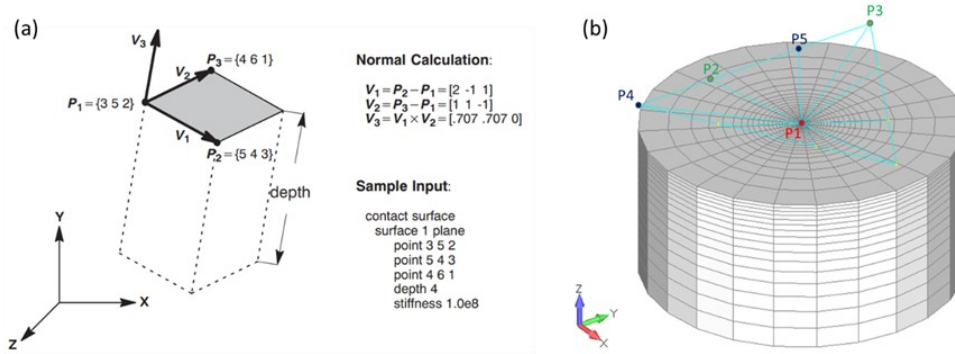 (a)
V3
P3={4 6 1}
V2
P1={3 5 2}
V1
P2={5 4 3}
depth
Y
X
Z
Normal Calculation:
V1=P2−P1=[2 -1 1]
V2=P3−P1=[1 1 -1]
V3=V1×V2=[.707 .707 0]
Sample Input:
contact surface
surface 1 plane
point 3 5 2
point 5 4 3
point 4 6 1
depth 4
stiffness 1.0e8
(b)
P3
P5
P2
P4
P1
Z
Y
X